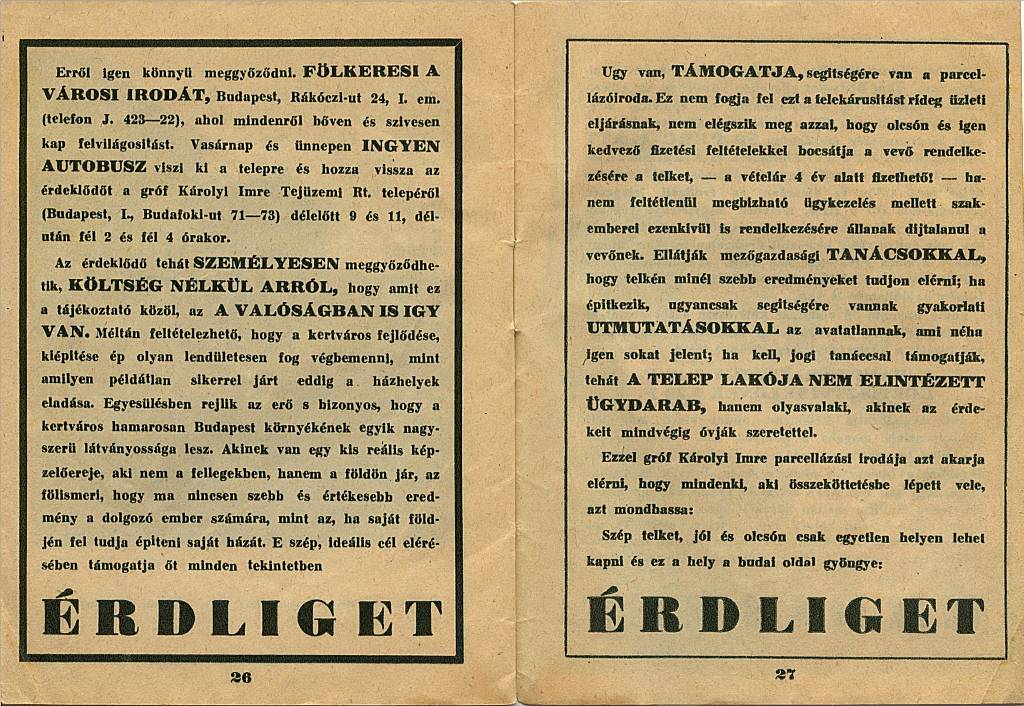 Erről igen könnyü meggyőződni. FÖLKERESI A
VÁROSI IRODÁT, Budapest, Rákóczi-ut 24, I. em.
(telefon J. 423—22), ahol mindenről bőven és szivesen
kap felvilágositást. Vasárnap és ünnepen INGYEN
AUTOBUSZ viszi ki a telepre és hozza vissza az
érdeklődőt a gróf Károlyi Imre Tejüzemi Rt. telepéről
(Budapest, I., Budafoki-ut 71—73) délelőtt 9 és 11, dél-
után fél 2 és fél 4 órakor.
Az érdeklődő tehát SZEMÉLYESEN meggyőződhe-
tik, KÖLTSÉG NÉLKÜL ARRÓL, hogy amit ez
a tájékoztató közöl, az A VALÓSÁGBAN IS IGY
VAN. Méltán feltételezhető, hogy a kertváros fejlődése,
kiépitése ép olyan lendületesen fog végbemenni, mint
amilyen példátlan sikerrel járt eddig a házhelyek
eladása. Egyesülésben rejlik az erő s bizonyos, hogy a
kertváros hamarosan Budapest környékének egyik nagy-
szerü látványossága lesz. Akinek van egy kis reális kép-
zelőereje, aki nem a fellegekben, hanem a földön jár, az
fölismeri, hogy ma nincsen szebb és értékesebb ered-
mény a dolgozó ember számára, mint az, ha saját föld-
jén fel tudja épiteni saját házát. E szép, ideális cél eléré-
sében támogatja őt minden tekintetben
ÉRDLIGET
26
Ugy van, TÁMOGATJA, segitségére van a parcel-
lázóiroda. Ez nem fogja fel ezt a telekárusitást rideg üzleti
eljárásnak, nem elégszik meg azzal, hogy olcsón és igen
kedvező fizetési feltételekkel bocsátja a vevő rendelke-
zésére a telket, — a vételár 4 év alatt fizethető! — ha-
nem feltétlenül megbizható ügykezelés mellett szak-
emberei ezenkivül is rendelkezésére állanak dijtalanul a
vevőnek. Ellátják mezőgazdasági TANÁCSOKKAL,
hogy telkén minél szebb eredményeket tudjon elérni; ha
épitkezik, ugyancsak segitségére vannak gyakorlati
UTMUTATÁSOKKAL az avatatlannak, ami néha
igen sokat jelent; ha kell, jogi tanáccsal támogatják,
tehát A TELEP LAKÓJA NEM ELINTÉZETT
ÜGYDARAB, hanem olyasvalaki, akinek az érde-
keit mindvégig óvják szeretettel.
Ezzel gróf Károlyi Imre parcellázási irodája azt akarja
elérni, hogy mindenki, aki összeköttetésbe lépett vele,
azt mondhassa:
Szép telket, jól és olcsón csak egyetlen helyen lehet
kapni és ez a hely a budai oldal gyöngye:
ÉRDLIGET
27